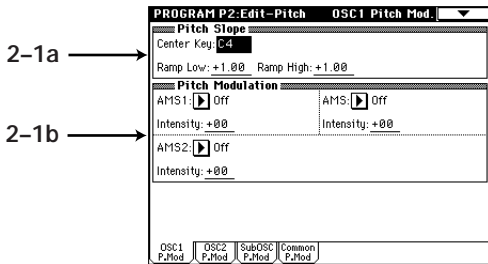 PROGRAM P2:Edit-Pitch OSC1 Pitch Mod.
Pitch Slope
2–1a
Center Key: C4
Ramp Low: +1.00 Ramp High: +1.00
Pitch Modulation
AMS1: Off AMS: Off
Intensity: +00 Intensity: +00
2–1b
AMS2: Off
Intensity: +00
OSC1 P.Mod OSC2 P.Mod SubOSC P.Mod Common P.Mod